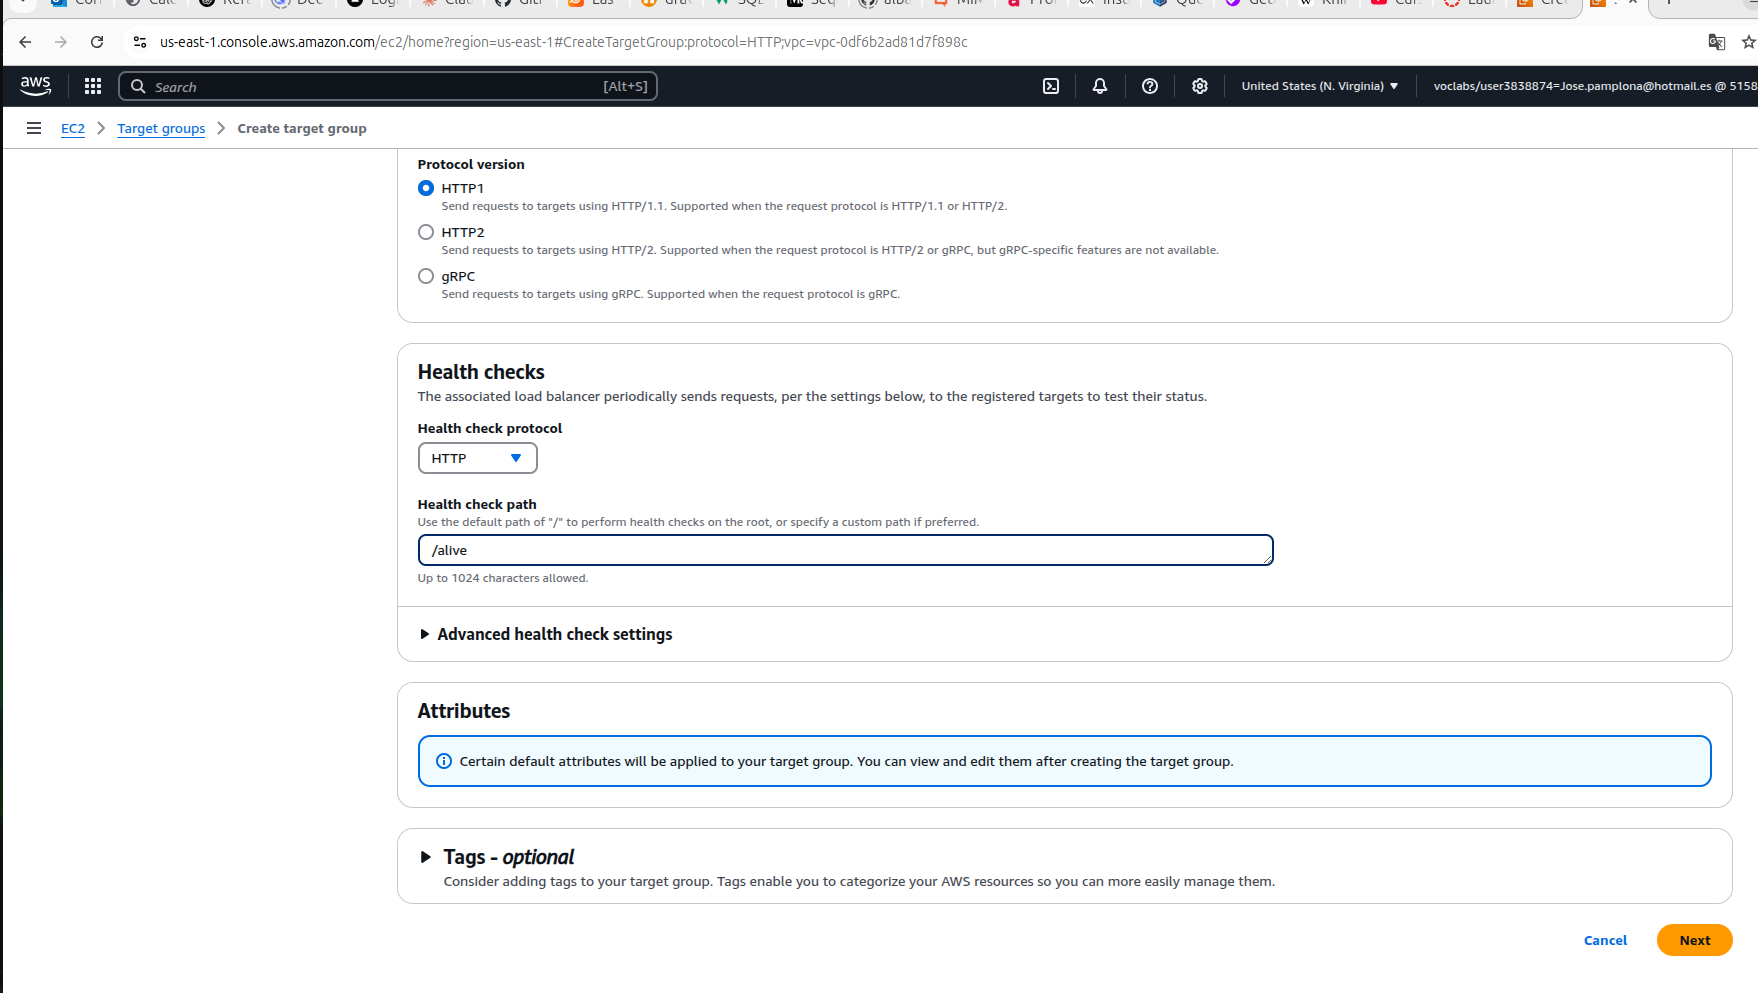 us-east-1.console.aws.amazon.com/ec2/home?region=us-east-1#CreateTargetGroup:protocol=HTTP;vpc=vpc-0df6b2ad81d7f898c
aws
Search [Alt+S] United States (N. Virginia) voclabs/user3838874=Jose.pamplona@hotmail.es @ 5158
EC2 Target groups Create target group
Protocol version
HTTP1
Send requests to targets using HTTP/1.1. Supported when the request protocol is HTTP/1.1 or HTTP/2.
HTTP2
Send requests to targets using HTTP/2. Supported when the request protocol is HTTP/2 or gRPC, but gRPC-specific features are not available.
gRPC
Send requests to targets using gRPC. Supported when the request protocol is gRPC.
Health checks
The associated load balancer periodically sends requests, per the settings below, to the registered targets to test their status.
Health check protocol
HTTP
Health check path
Use the default path of "/" to perform health checks on the root, or specify a custom path if preferred.
/alive
Up to 1024 characters allowed.
Advanced health check settings
Attributes
Certain default attributes will be applied to your target group. You can view and edit them after creating the target group.
Tags - optional
Consider adding tags to your target group. Tags enable you to categorize your AWS resources so you can more easily manage them.
Cancel Next